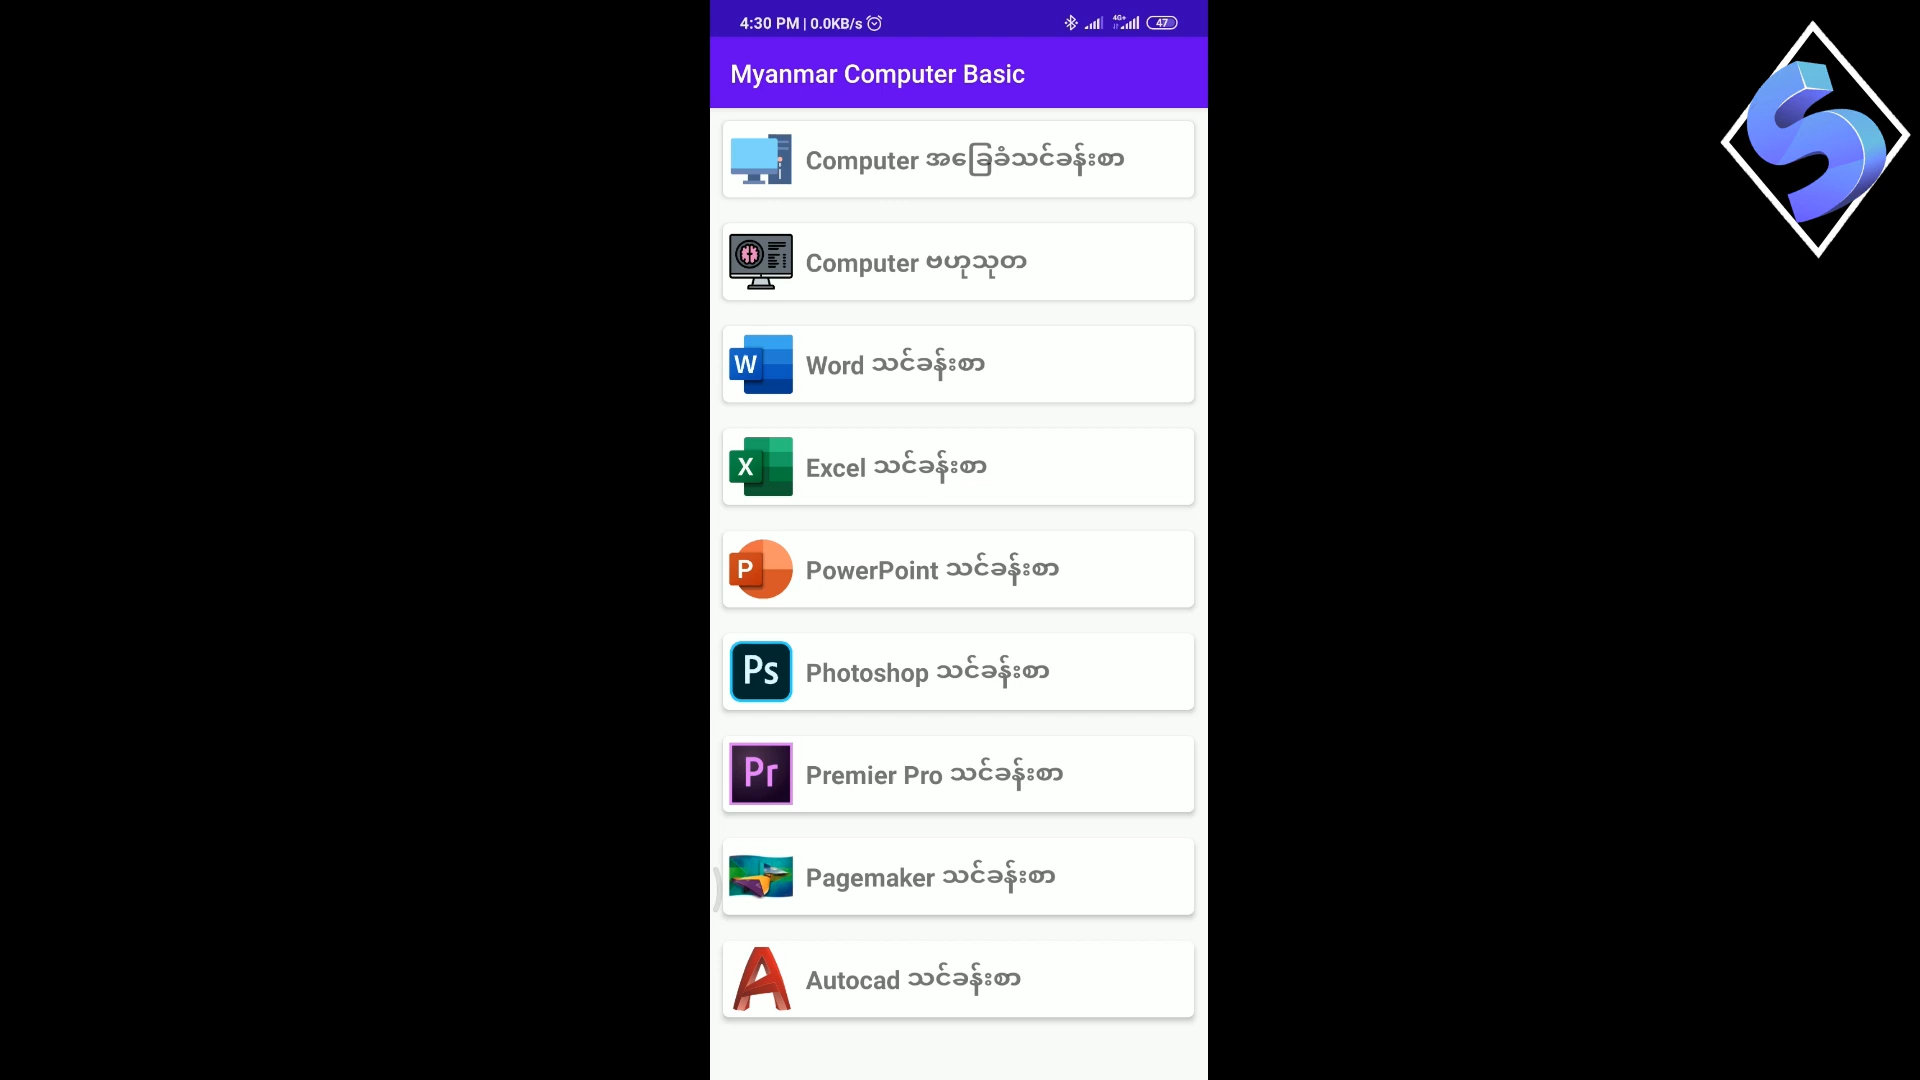 4:30 PM | 0.0KB/s
4G+
47
Myanmar Computer Basic
Computer အခြေခံသင်ခန်းစာ
Computer ဗဟုသုတ
W
Word သင်ခန်းစာ
X
Excel သင်ခန်းစာ
P
PowerPoint သင်ခန်းစာ
Ps
Photoshop သင်ခန်းစာ
Pr
Premier Pro သင်ခန်းစာ
Pagemaker သင်ခန်းစာ
Autocad သင်ခန်းစာ
S